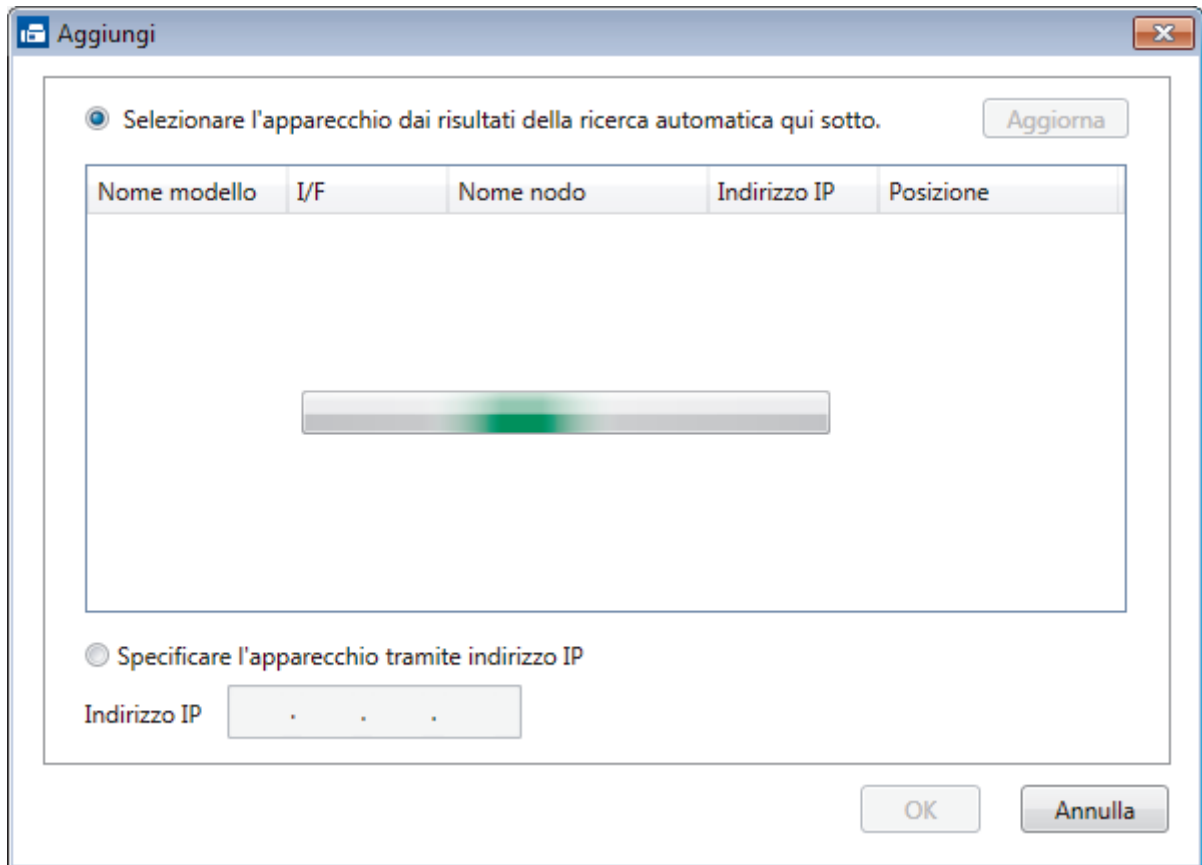 Aggiungi
Selezionare l'apparecchio dai risultati della ricerca automatica qui sotto.
Aggiorna
Nome modello I/F Nome nodo Indirizzo IP Posizione
Specificare l'apparecchio tramite indirizzo IP
Indirizzo IP . . .
OK Annulla